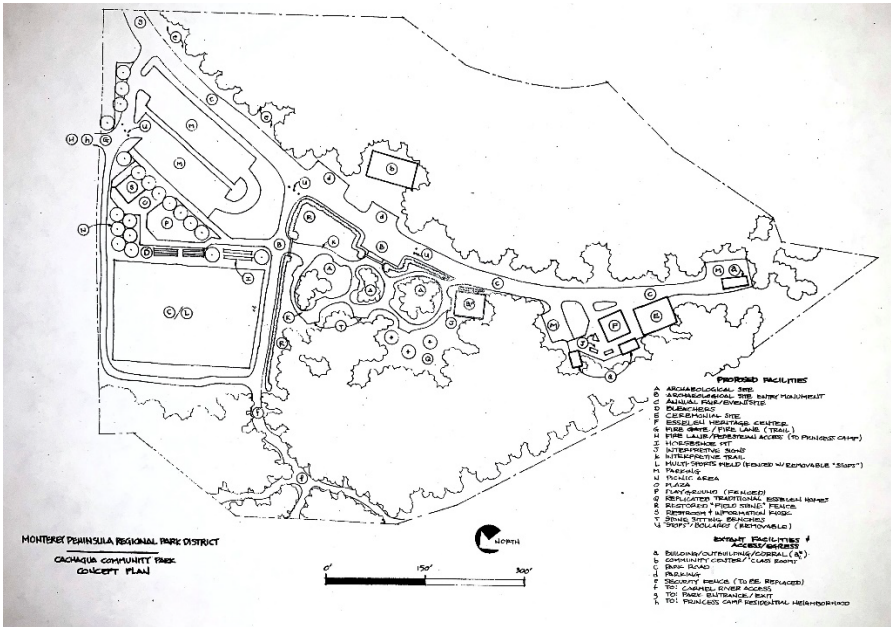 PROPOSED FACILITIES
A ARCHAEOLOGICAL SITE
B ARCHAEOLOGICAL SITE ENTRY MONUMENT
C ANNUAL FAIR/EVENT SITE
D BLEACHERS
E CEREMONIAL SITE
F ESSELEN HERITAGE CENTER
G FIRE GATE/FIRE LANE (TRAIL)
H FIRE LANE/PEDESTRIAN ACCESS (TO PRINCESS CAMP)
I HORSESHOE PIT
J INTERPRETIVE SIGNS
K INTERPRETIVE TRAIL
L MULTI-SPORTS FIELD (FENCED W/REMOVABLE "STOPS")
M PARKING
N PICNIC AREA
O PLAZA
P PLAYGROUND (FENCED)
Q REPLICATED TRADITIONAL ESSELEN HOMES
R RESTORED "FIELD STONE" FENCE
S RESTROOM + INFORMATION KIOSK
T STONE SITTING BENCHES
U "STOPS"/BOLLARDS (REMOVABLE)
EXTANT FACILITIES +
ACCESS/EGRESS
a BUILDING/OUTBUILDING/CORRAL (a*)
b COMMUNITY CENTER/"CLASS ROOM"
c PARK ROAD
d PARKING
e SECURITY FENCE (TO BE REPLACED)
f TO: CARMEL RIVER ACCESS
g TO: PARK ENTRANCE/EXIT
h TO: PRINCESS CAMP RESIDENTIAL NEIGHBORHOOD
MONTEREY PENINSULA REGIONAL PARK DISTRICT
CACHAGUA COMMUNITY PARK
CONCEPT PLAN
NORTH
0' 150' 300'
C/L